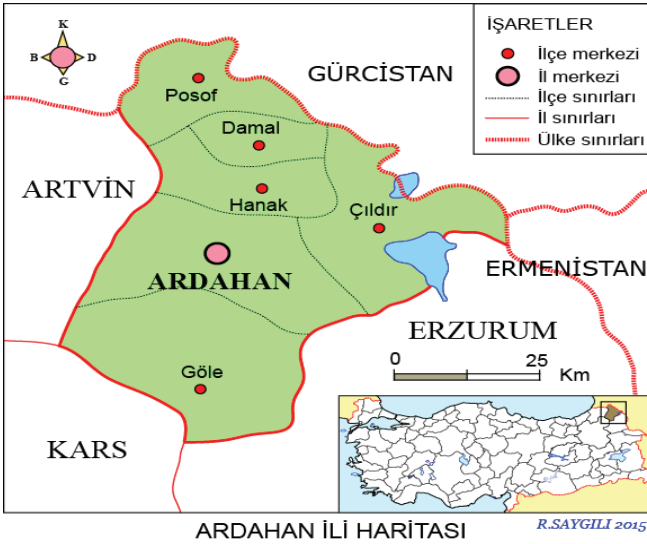 K
B D
G
İŞARETLER
İlçe merkezi
İl merkezi
İlçe sınırları
İl sınırları
Ülke sınırları
GÜRCİSTAN
Posof
Damal
ARTVİN
Hanak
Çıldır
ARDAHAN
ERMENİSTAN
ERZURUM
0 25
Km
Göle
KARS
ARDAHAN İLİ HARİTASI
R.SAYGILI 2015